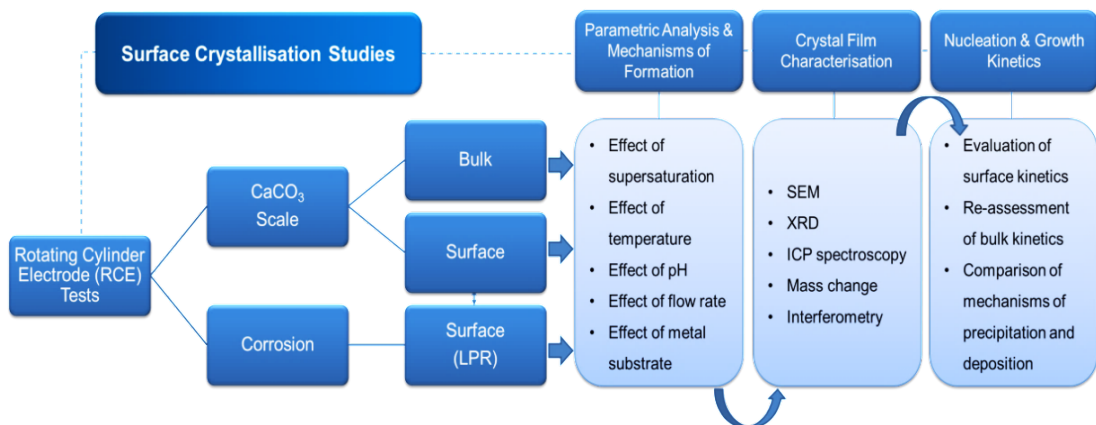 Surface Crystallisation Studies
Parametric Analysis &
Mechanisms of
Formation
Crystal Film
Characterisation
Nucleation & Growth
Kinetics
Rotating Cylinder
Electrode (RCE)
Tests
CaCO₃
Scale
Corrosion
Bulk
Surface
Surface
(LPR)
• Effect of
supersaturation
• Effect of
temperature
• Effect of pH
• Effect of flow rate
• Effect of metal
substrate
• SEM
• XRD
• ICP spectroscopy
• Mass change
• Interferometry
• Evaluation of
surface kinetics
• Re-assessment
of bulk kinetics
• Comparison of
mechanisms of
precipitation and
deposition